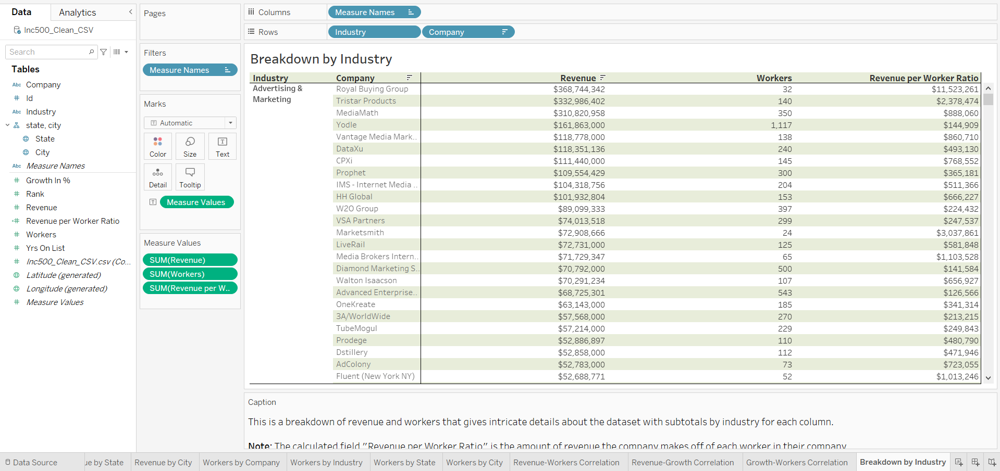 Data
Analytics
Inc500_Clean_CSV
Search
Tables
Abc Company
Id
Abc Industry
state, city
State
City
Abc Measure Names
Growth In %
Rank
Revenue
Revenue per Worker Ratio
Workers
Yrs On List
Inc500_Clean_CSV.csv (Co...
Latitude (generated)
Longitude (generated)
Measure Values
Pages
Filters
Measure Names
Marks
T Automatic
Color Size Text
Detail Tooltip
T Measure Values
Measure Values
SUM(Revenue)
SUM(Workers)
SUM(Revenue per W..
Columns Measure Names
Rows Industry Company
Breakdown by Industry
Industry Company Revenue Workers Revenue per Worker Ratio
Advertising & Marketing
Royal Buying Group $368,744,342 32 $11,523,261
Tristar Products $332,986,402 140 $2,378,474
MediaMath $310,820,958 350 $888,060
Yodle $161,863,000 1,117 $144,909
Vantage Media Mark.. $118,778,000 138 $860,710
DataXu $118,351,136 240 $493,130
CPXi $111,440,000 145 $768,552
Prophet $109,554,429 300 $365,181
IMS - Internet Media .. $104,318,756 204 $511,366
HH Global $101,932,804 153 $666,227
W2O Group $89,099,333 397 $224,432
VSA Partners $74,013,518 299 $247,537
Marketsmith $72,908,666 24 $3,037,861
LiveRail $72,731,000 125 $581,848
Media Brokers Intern.. $71,729,347 65 $1,103,528
Diamond Marketing S.. $70,792,000 500 $141,584
Walton Isaacson $70,291,234 107 $656,927
Advanced Enterprise.. $68,725,301 543 $126,566
OneKreate $63,143,000 185 $341,314
3A/WorldWide $57,568,000 270 $213,215
TubeMogul $57,214,000 229 $249,843
Prodege $52,886,897 110 $480,790
Dstillery $52,858,000 112 $471,946
AdColony $52,783,000 73 $723,055
Fluent (New York NY) $52,688,771 52 $1,013,246
Caption
This is a breakdown of revenue and workers that gives intricate details about the dataset with subtotals by industry for each column.
Note: The calculated field "Revenue per Worker Ratio" is the amount of revenue the company makes off of each worker in their company
Data Source ue by State Revenue by City Workers by Company Workers by Industry Workers by State Workers by City Revenue-Workers Correlation Revenue-Growth Correlation Growth-Workers Correlation Breakdown by Industry